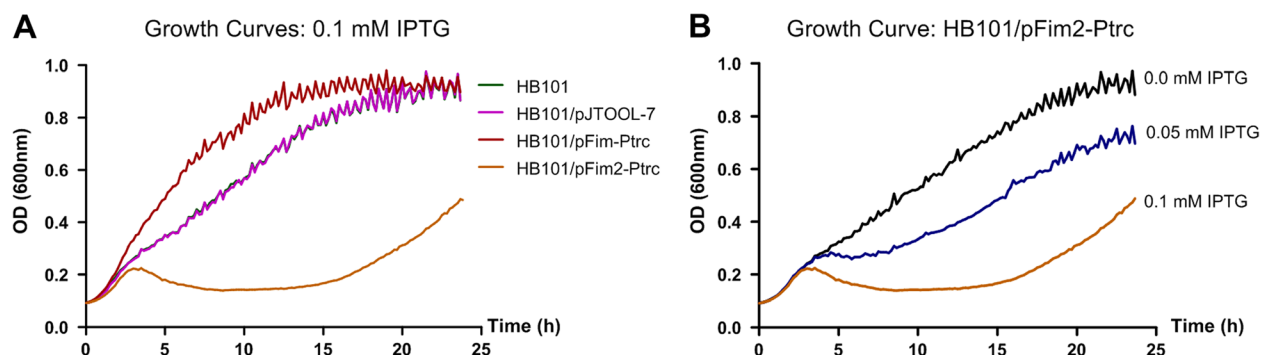 A
Growth Curves: 0.1 mM IPTG
OD (600nm)
1.0
0.8
0.6
0.4
0.2
0.0
0
5
10
15
20
25
Time (h)
HB101
HB101/pJTOOL-7
HB101/pFim-Ptrc
HB101/pFim2-Ptrc
B
Growth Curve: HB101/pFim2-Ptrc
OD (600nm)
1.0
0.8
0.6
0.4
0.2
0.0
0
5
10
15
20
25
Time (h)
0.0 mM IPTG
0.05 mM IPTG
0.1 mM IPTG